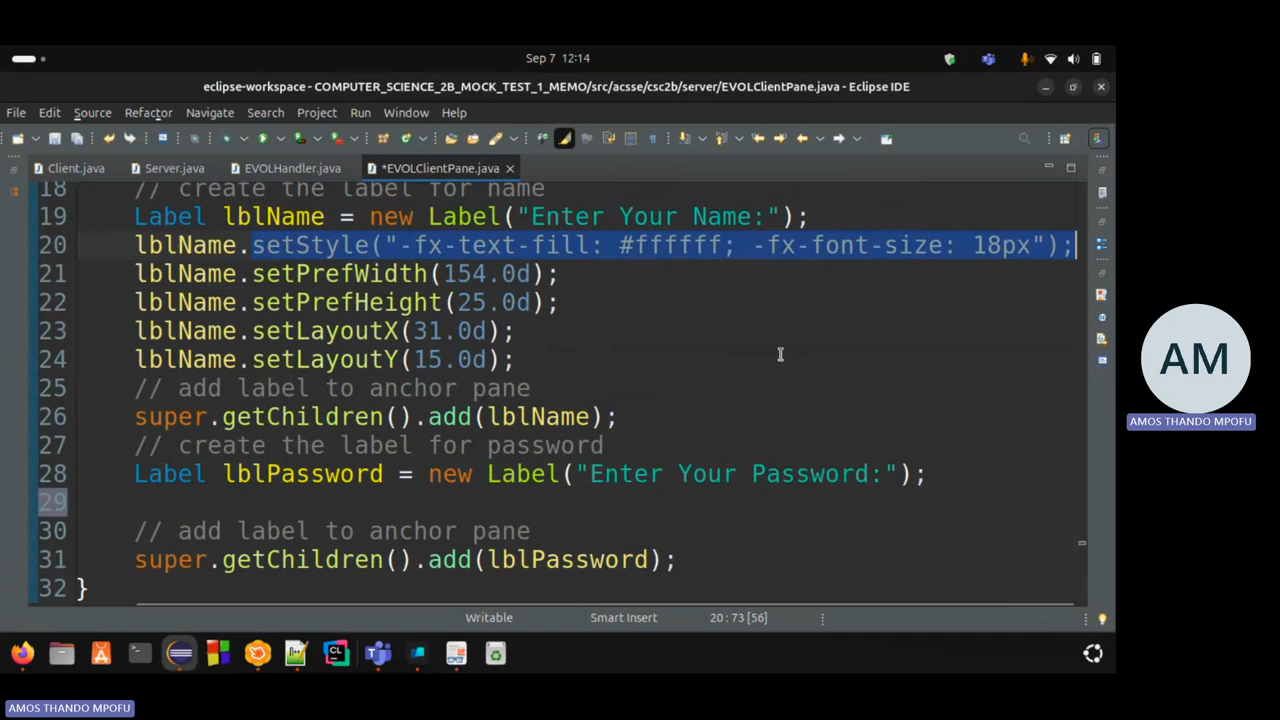 Sep 7 12:14
eclipse-workspace - COMPUTER_SCIENCE_2B_MOCK_TEST_1_MEMO/src/acsse/csc2b/server/EVOLClientPane.java - Eclipse IDE
File Edit Source Refactor Navigate Search Project Run Window Help
Client.java Server.java EVOLHandler.java *EVOLClientPane.java
18 // create the label for name
19 Label lblName = new Label("Enter Your Name:");
20 lblName.setStyle("-fx-text-fill: #ffffff; -fx-font-size: 18px");
21 lblName.setPrefWidth(154.0d);
22 lblName.setPrefHeight(25.0d);
23 lblName.setLayoutX(31.0d);
24 lblName.setLayoutY(15.0d);
25 // add label to anchor pane
26 super.getChildren().add(lblName);
27 // create the label for password
28 Label lblPassword = new Label("Enter Your Password:");
29
30 // add label to anchor pane
31 super.getChildren().add(lblPassword);
32 }
Writable Smart Insert 20:73 [56]
CL
AM
AMOS THANDO MPOFU
AMOS THANDO MPOFU